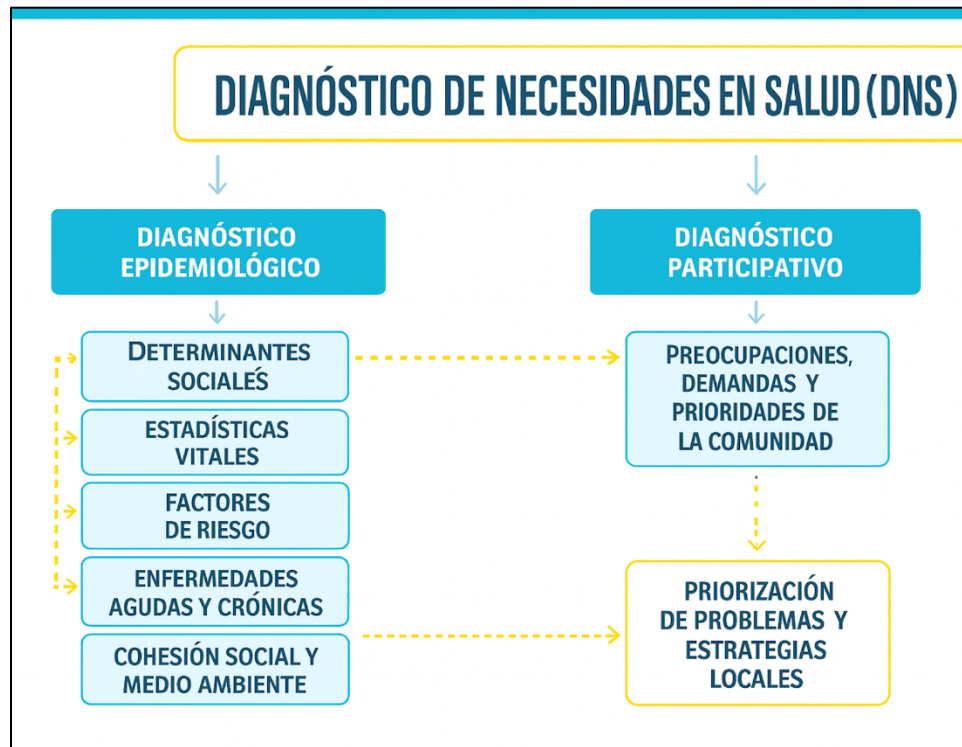 DIAGNÓSTICO DE NECESIDADES EN SALUD (DNS)
DIAGNÓSTICO
EPIDEMIOLÓGICO
DETERMINANTES
SOCIALÉS
ESTADÍSTICAS
VITALES
FACTORES
DE RIESGO
ENFERMEDADES
AGUDAS Y CRÓNICAS
COHESIÓN SOCIAL Y
MEDIO AMBIENTE
DIAGNÓSTICO
PARTICIPATIVO
PREOCUPACIONES,
DEMANDAS Y
PRIORIDADES DE
LA COMUNIDAD
PRIORIZACIÓN
DE PROBLEMAS Y
ESTRATEGIAS
LOCALES